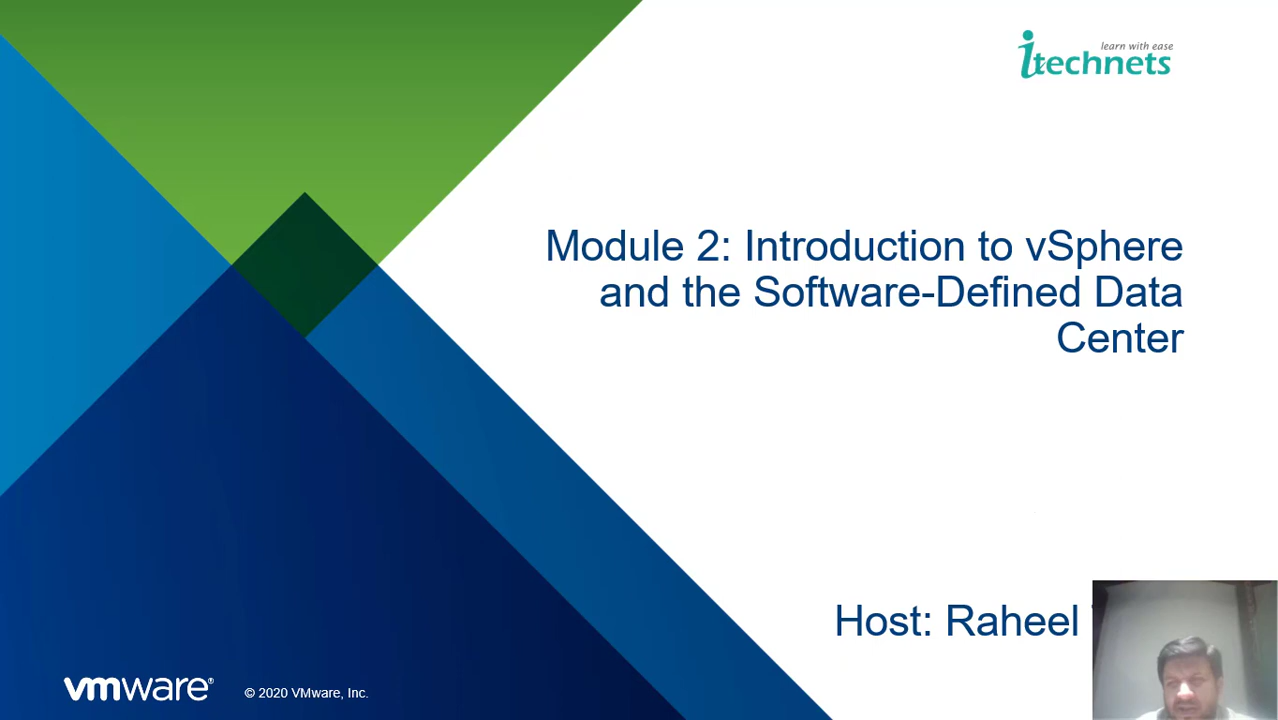 learn with ease
itechnets
Module 2: Introduction to vSphere
and the Software-Defined Data
Center
Host: Raheel
vmware®
© 2020 VMware, Inc.